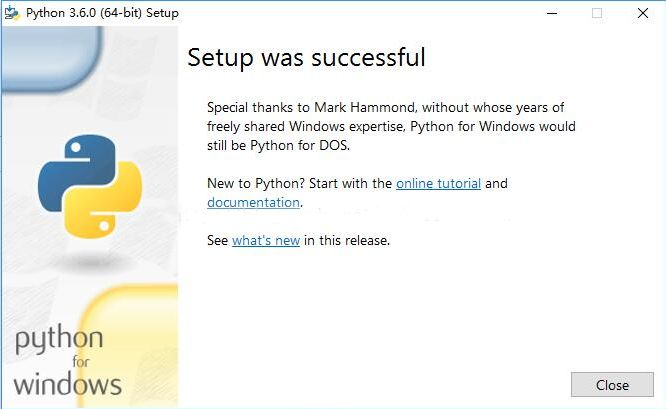 Python 3.6.0 (64-bit) Setup
Setup was successful
Special thanks to Mark Hammond, without whose years of
freely shared Windows expertise, Python for Windows would
still be Python for DOS.
New to Python? Start with the online tutorial and
documentation.
See what's new in this release.
python
for
windows
Close